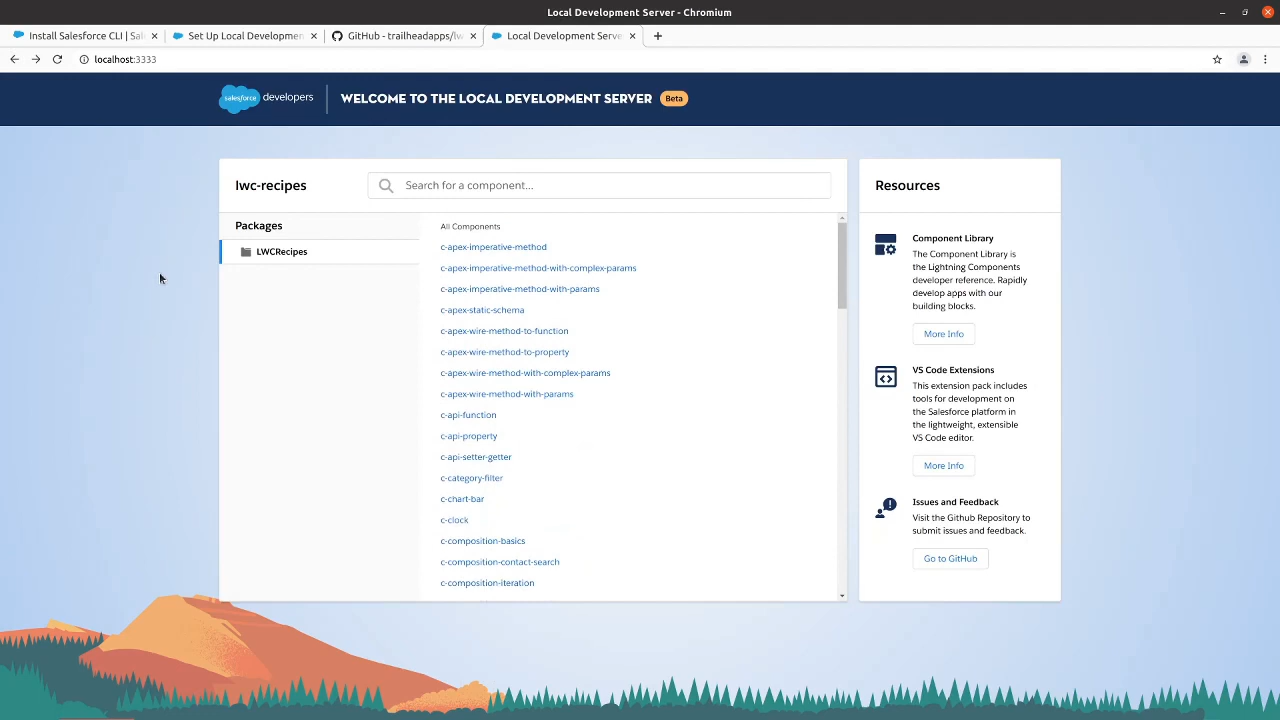 Local Development Server - Chromium
Install Salesforce CLI | Sal
Set Up Local Developmen
GitHub - trailheadapps/lw
Local Development Serve
localhost:3333
salesforce developers
WELCOME TO THE LOCAL DEVELOPMENT SERVER Beta
lwc-recipes
Search for a component...
Packages
LWCRecipes
All Components
c-apex-imperative-method
c-apex-imperative-method-with-complex-params
c-apex-imperative-method-with-params
c-apex-static-schema
c-apex-wire-method-to-function
c-apex-wire-method-to-property
c-apex-wire-method-with-complex-params
c-apex-wire-method-with-params
c-api-function
c-api-property
c-api-setter-getter
c-category-filter
c-chart-bar
c-clock
c-composition-basics
c-composition-contact-search
c-composition-iteration
Resources
Component Library
The Component Library is
the Lightning Components
developer reference. Rapidly
develop apps with our
building blocks.
More Info
VS Code Extensions
This extension pack includes
tools for development on
the Salesforce platform in
the lightweight, extensible
VS Code editor.
More Info
Issues and Feedback
Visit the Github Repository to
submit issues and feedback.
Go to GitHub